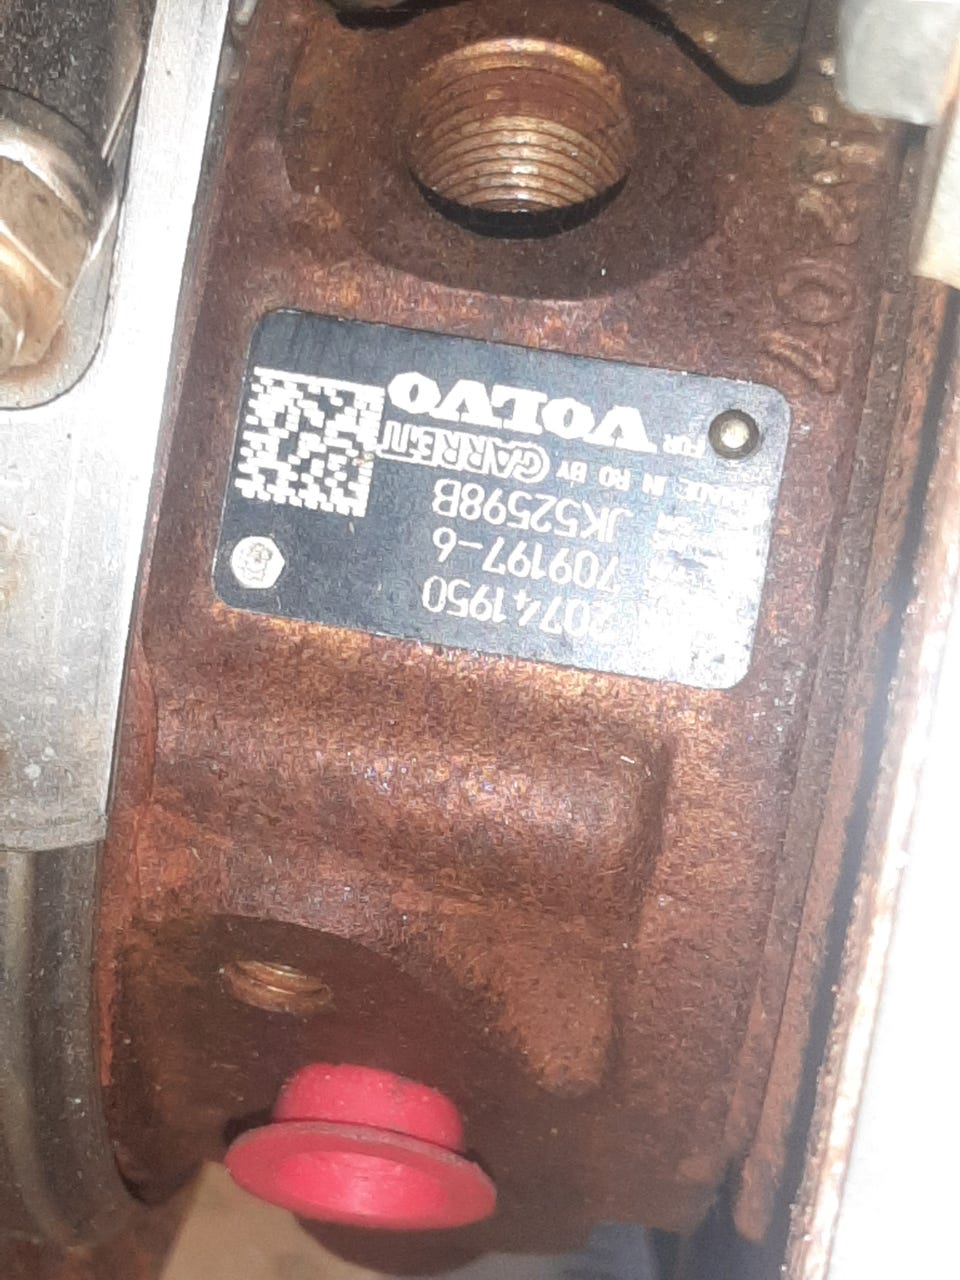 FOR VOLVO
MADE IN RO BY GARRETT
JK52598B
709197-6
20741950